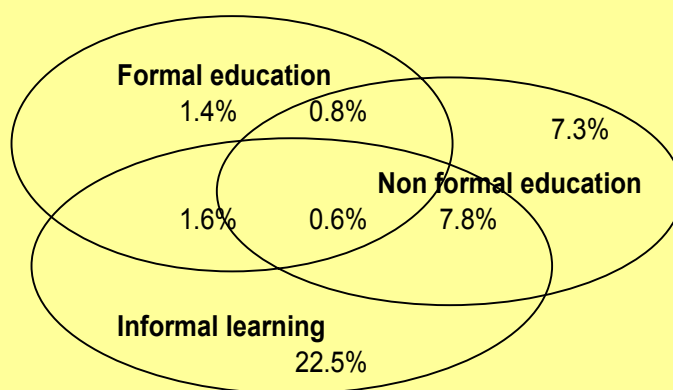 Formal education
1.4% 0.8%
7.3%
Non formal education
1.6% 0.6% 7.8%
Informal learning
22.5%